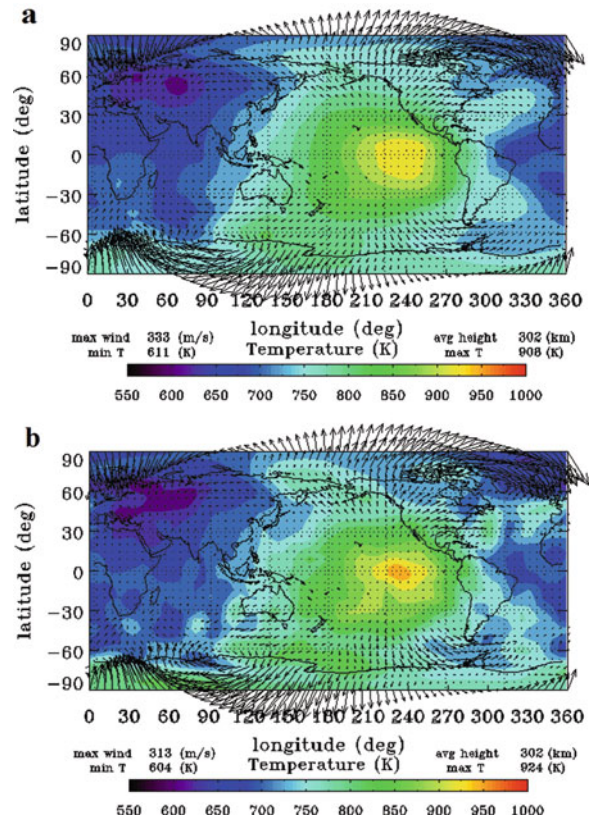 a
90
60
30
0
−30
−60
−90
latitude (deg)
0 30 60 90 120 150 180 210 240 270 300 330 360
longitude (deg)
max wind 333 (m/s) avg height 302 (km)
min T 611 (K) Temperature (K) max T 908 (K)
550 600 650 700 750 800 850 900 950 1000
b
90
60
30
0
−30
−60
−90
latitude (deg)
0 30 60 90 120 150 180 210 240 270 300 330 360
longitude (deg)
max wind 313 (m/s) avg height 302 (km)
min T 604 (K) Temperature (K) max T 924 (K)
550 600 650 700 750 800 850 900 950 1000